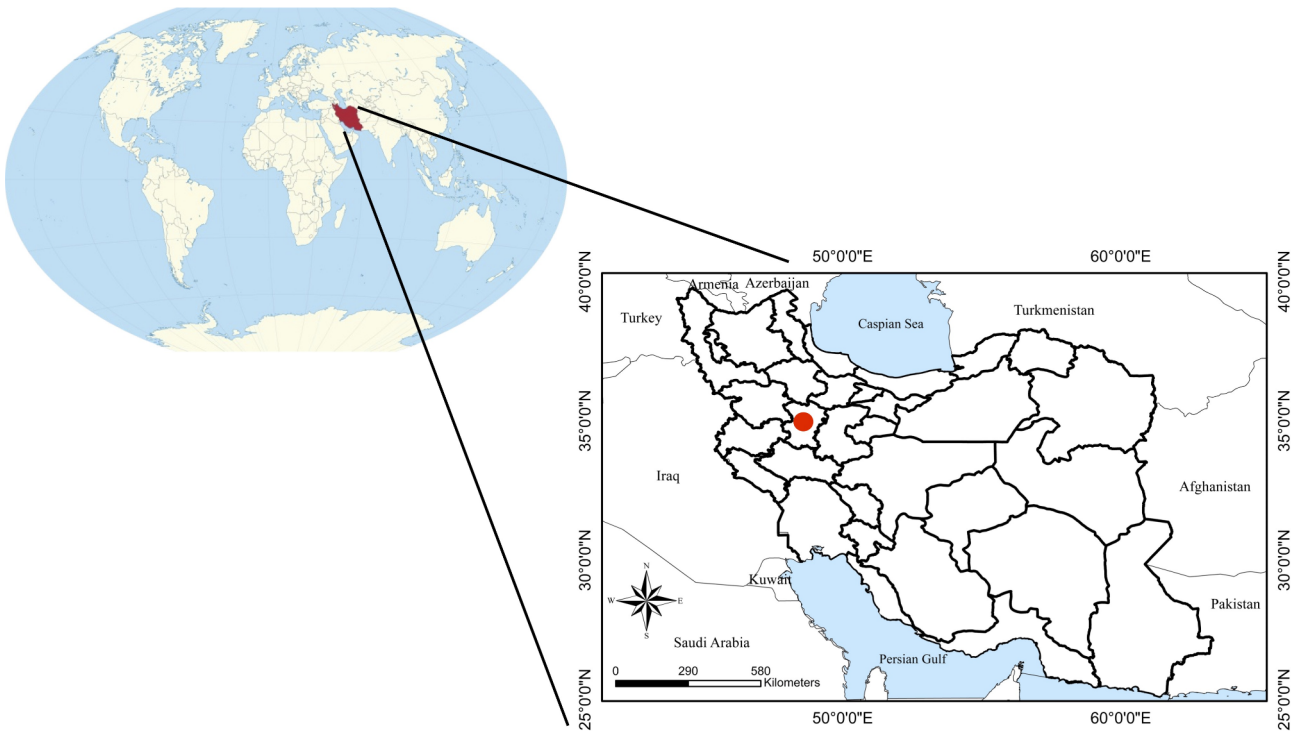 50°0'0"E
60°0'0"E
40°0'0"N
40°0'0"N
Armenia
Azerbaijan
Turkey
Caspian Sea
Turkmenistan
35°0'0"N
35°0'0"N
Iraq
Afghanistan
30°0'0"N
30°0'0"N
Kuwait
N
W
E
S
Pakistan
Saudi Arabia
Persian Gulf
0
290
580
Kilometers
25°0'0"N
25°0'0"N
50°0'0"E
60°0'0"E